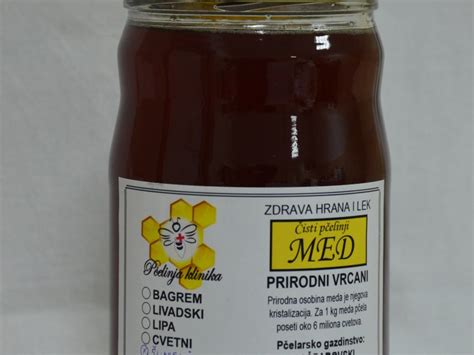 ZDRAVA HRANA I LEK
Čisti pčelinji
MED
PRIRODNI VRCANI
Prirodna osobina meda je njegova
kristalizacija. Za 1 kg meda pčela
poseti oko 6 miliona cvetova.
Pčelarsko gazdinstvo:
Pčelinja klinika
BAGREM
LIVADSKI
LIPA
CVETNI